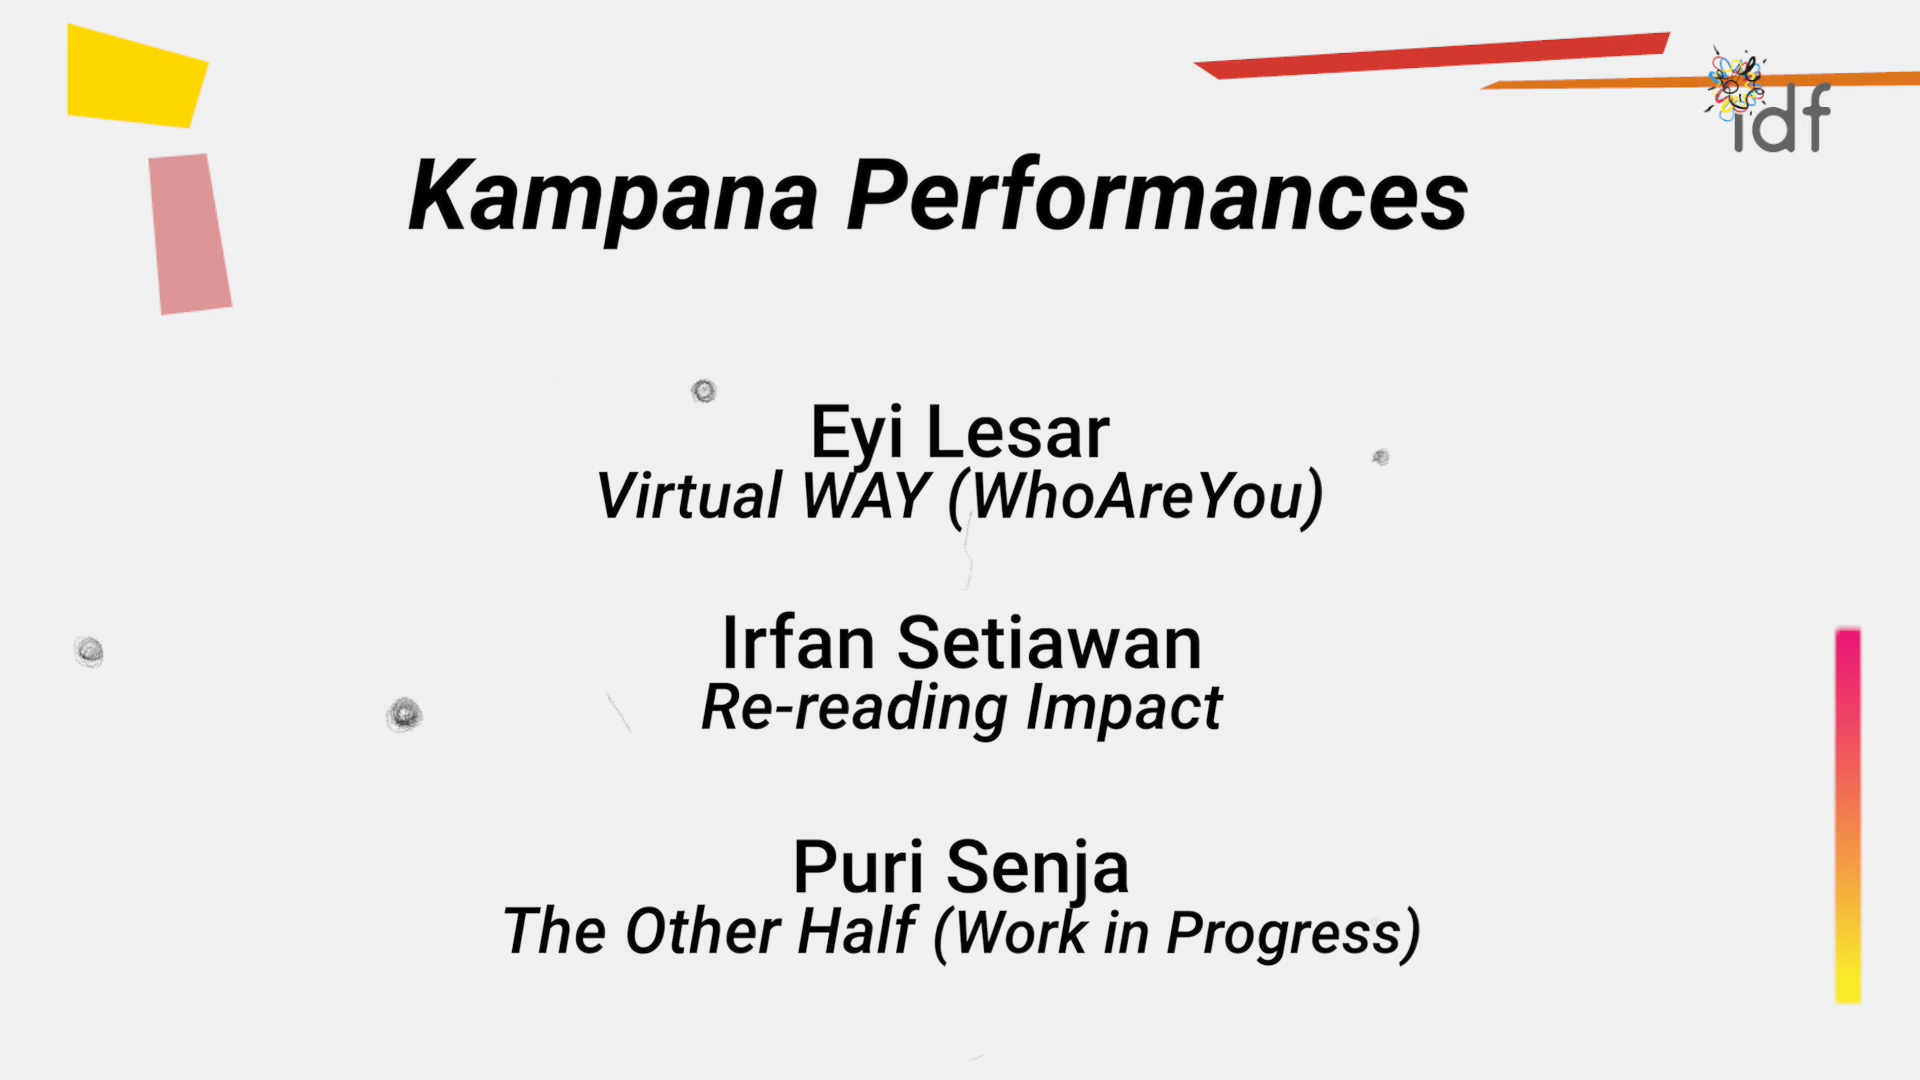 idf
Kampana Performances
Eyi Lesar
Virtual WAY (WhoAreYou)
Irfan Setiawan
Re-reading Impact
Puri Senja
The Other Half (Work in Progress)